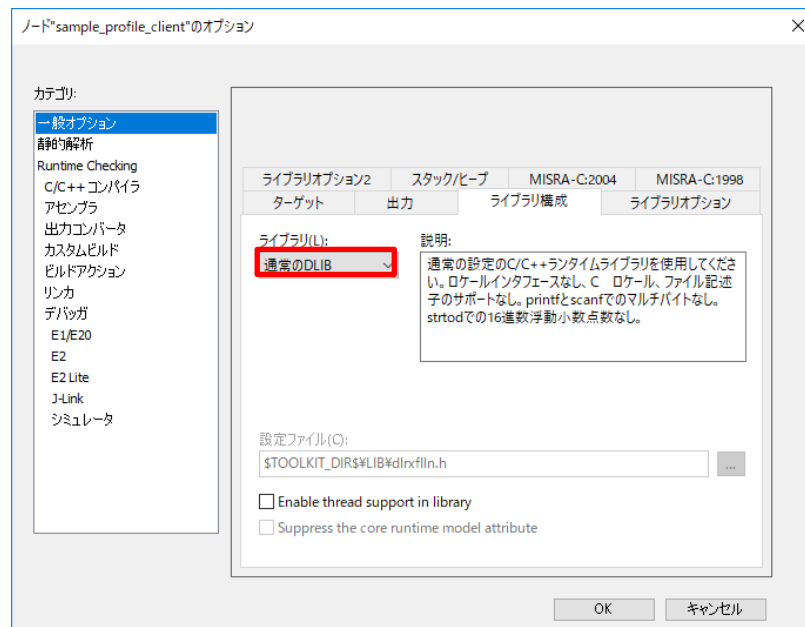 ノード"sample_profile_client"のオプション
カテゴリ:
一般オプション
静的解析
Runtime Checking
C/C++ コンパイラ
アセンブラ
出力コンバータ
カスタムビルド
ビルドアクション
リンカ
デバッガ
E1/E20
E2
E2 Lite
J-Link
シミュレータ
ライブラリオプション2 スタック/ヒープ MISRA-C:2004 MISRA-C:1998
ターゲット 出力 ライブラリ構成 ライブラリオプション
ライブラリ(L):
通常のDLIB
説明:
通常の設定のC/C++ランタイムライブラリを使用してくださ
い。ロケールインタフェースなし、C ロケール、ファイル記述
子のサポートなし。printfとscanfでのマルチバイトなし。
strtodでの16進数浮動小数点数なし。
設定ファイル(C):
$TOOLKIT_DIR$¥LIB¥dlrxflln.h
...
Enable thread support in library
Suppress the core runtime model attribute
OK キャンセル